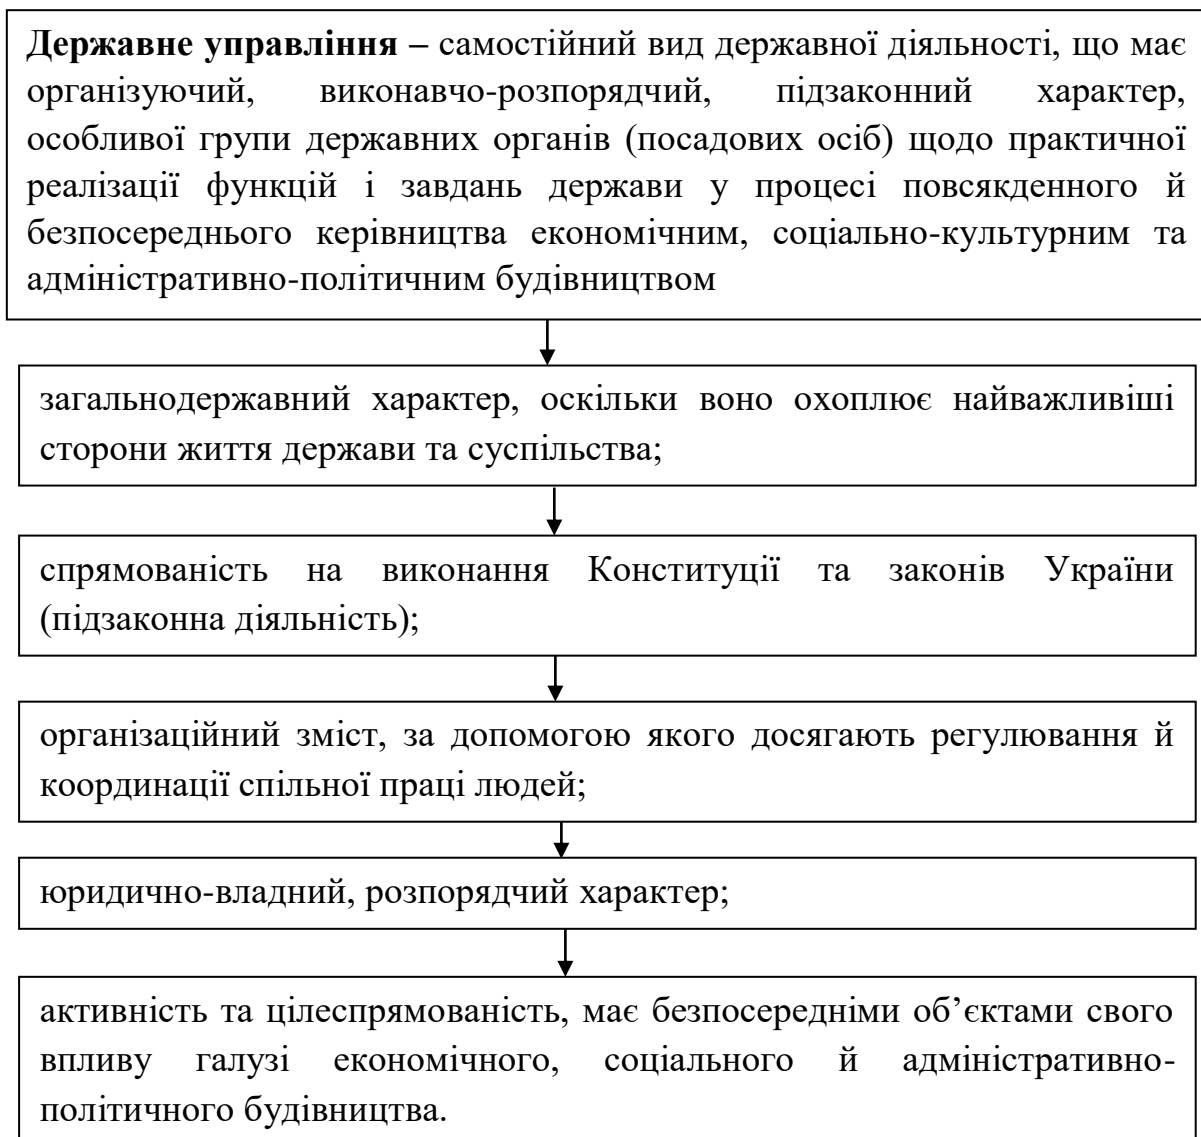 Державне управління – самостійний вид державної діяльності, що має
організуючий, виконавчо-розпорядчий, підзаконний характер,
особливої групи державних органів (посадових осіб) щодо практичної
реалізації функцій і завдань держави у процесі повсякденного й
безпосереднього керівництва економічним, соціально-культурним та
адміністративно-політичним будівництвом
загальнодержавний характер, оскільки воно охоплює найважливіші
сторони життя держави та суспільства;
спрямованість на виконання Конституції та законів України
(підзаконна діяльність);
організаційний зміст, за допомогою якого досягають регулювання й
координації спільної праці людей;
юридично-владний, розпорядчий характер;
активність та цілеспрямованість, має безпосередніми об’єктами свого
впливу галузі економічного, соціального й адміністративно-
політичного будівництва.